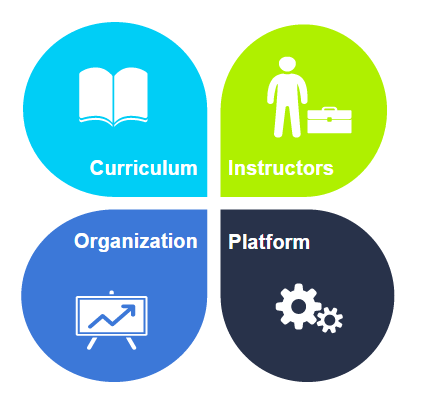 Curriculum
Instructors
Organization
Platform